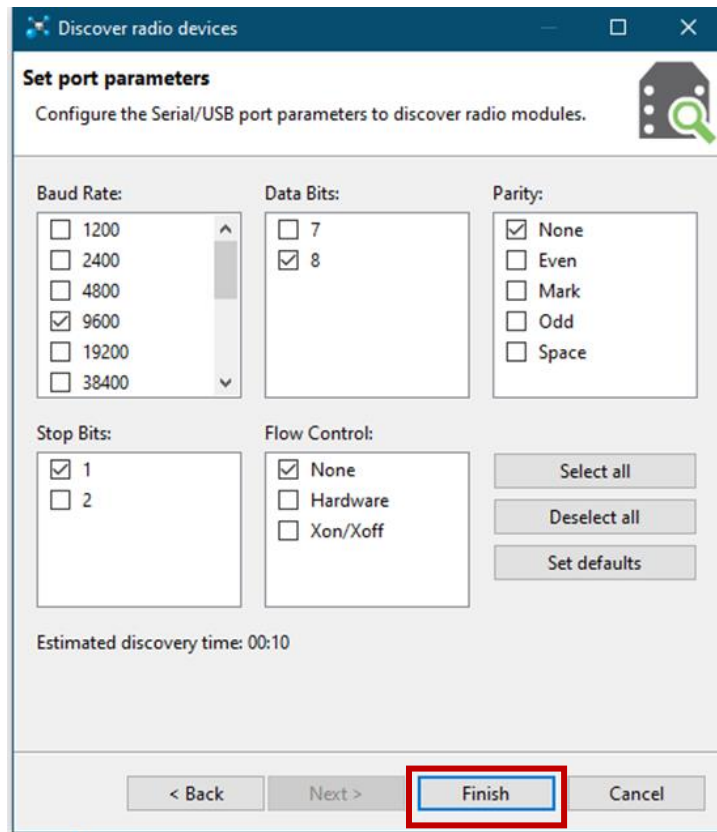 Discover radio devices
Set port parameters
Configure the Serial/USB port parameters to discover radio modules.
Baud Rate:
1200
2400
4800
9600
19200
38400
Data Bits:
7
8
Parity:
None
Even
Mark
Odd
Space
Stop Bits:
1
2
Flow Control:
None
Hardware
Xon/Xoff
Select all
Deselect all
Set defaults
Estimated discovery time: 00:10
< Back
Next >
Finish
Cancel